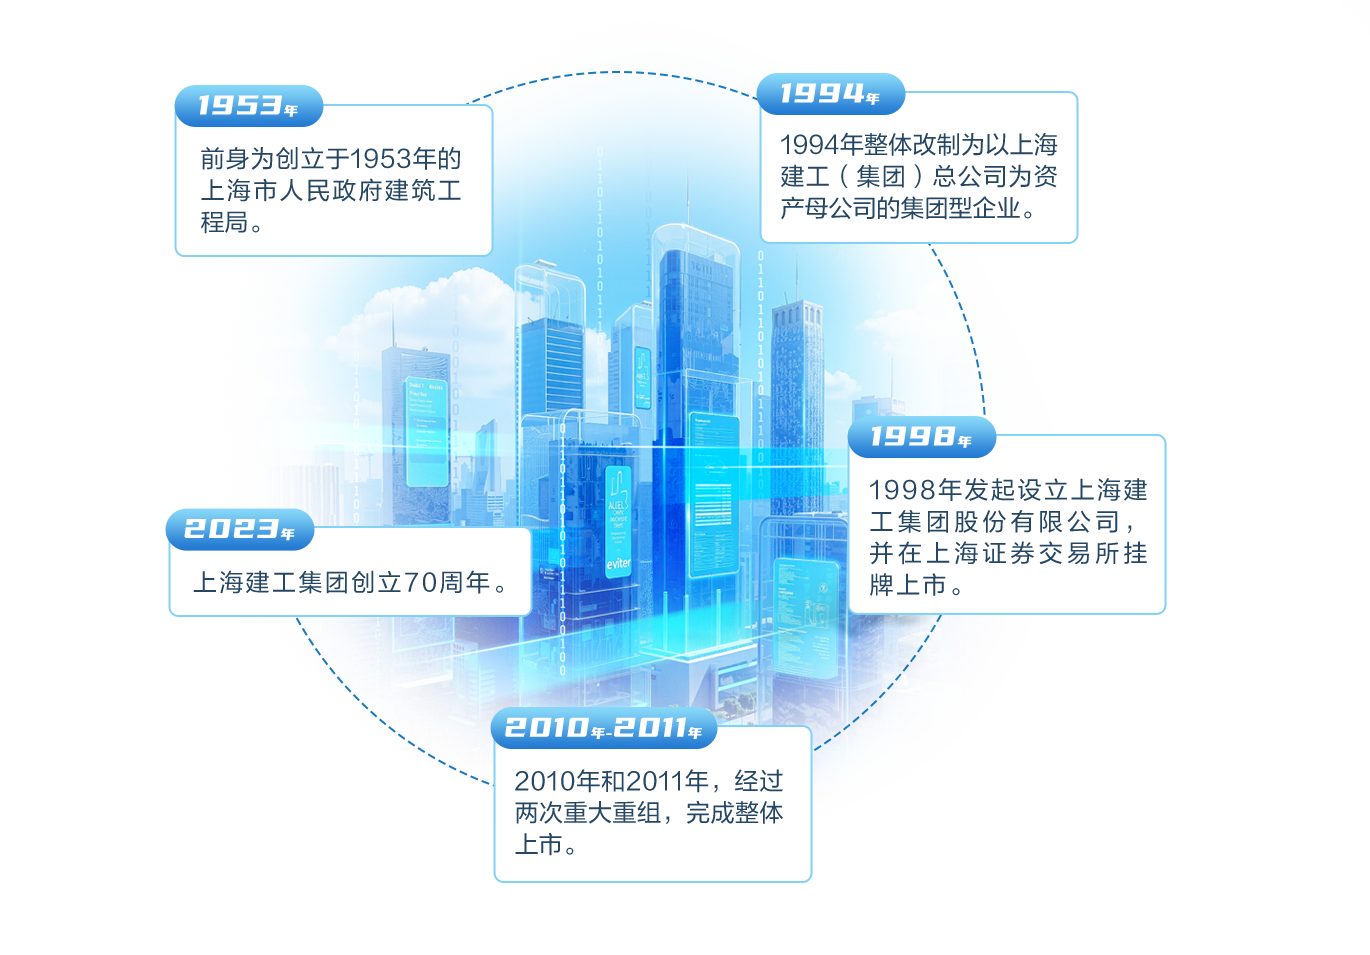 1953年
前身为创立于1953年的
上海市人民政府建筑工
程局。
1994年
1994年整体改制为以上海
建工（集团）总公司为资
产母公司的集团型企业。
1998年
1998年发起设立上海建
工集团股份有限公司，
并在上海证券交易所挂
牌上市。
2010年-2011年
2010年和2011年，经过
两次重大重组，完成整体
上市。
2023年
上海建工集团创立70周年。
eviter